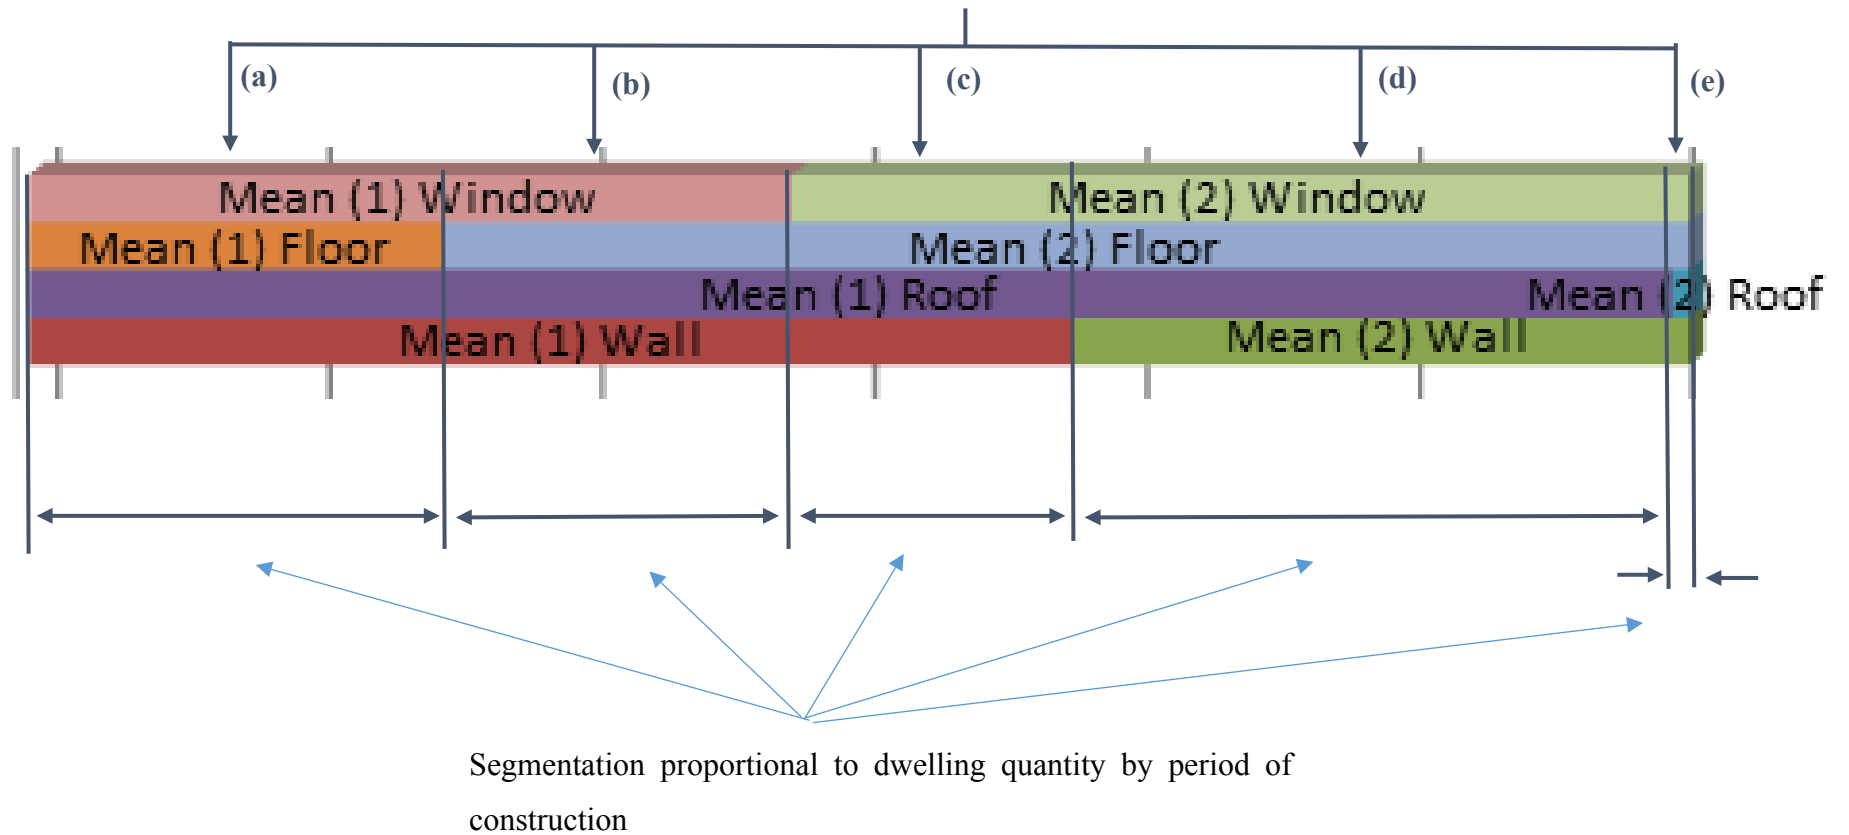 (a)
(b)
(c)
(d)
(e)
Mean (1) Window
Mean (2) Window
Mean (1) Floor
Mean (2) Floor
Mean (1) Roof
Mean (2) Roof
Mean (1) Wall
Mean (2) Wall
Segmentation proportional to dwelling quantity by period of
construction